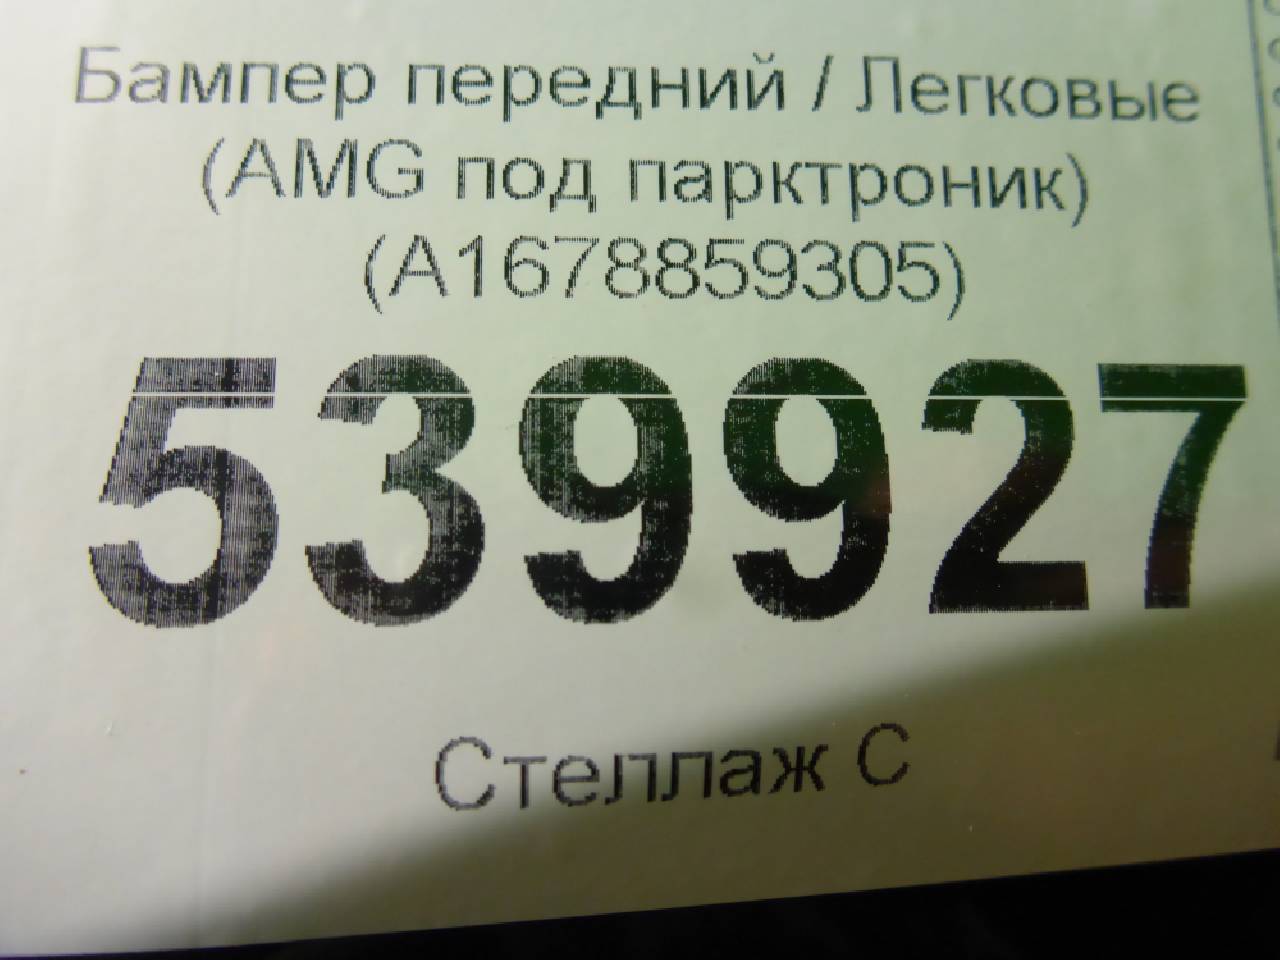 Бампер передний / Легковые
(AMG под парктроник)
(A1678859305)
539927
Стеллаж С